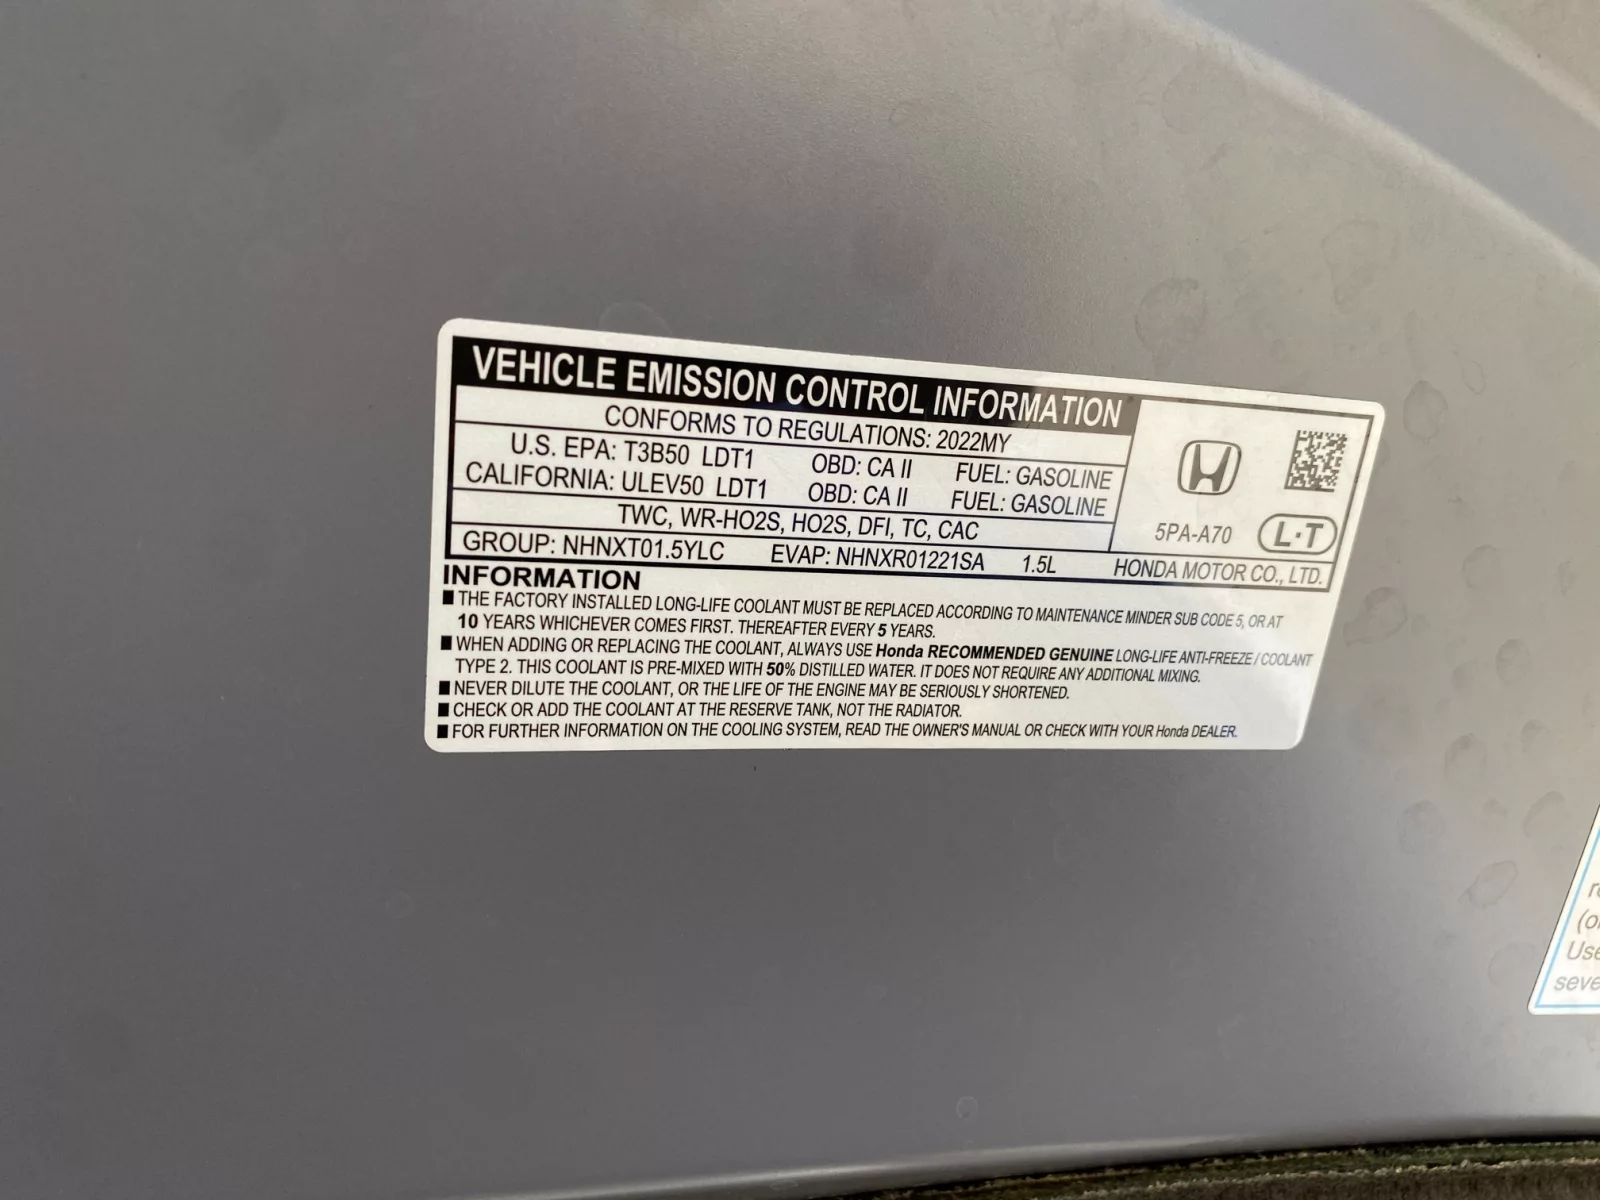 VEHICLE EMISSION CONTROL INFORMATION
CONFORMS TO REGULATIONS: 2022MY
U.S. EPA: T3B50 LDT1 OBD: CA II FUEL: GASOLINE
CALIFORNIA: ULEV50 LDT1 OBD: CA II FUEL: GASOLINE
TWC, WR-HO2S, HO2S, DFI, TC, CAC
5PA-A70 L·T
GROUP: NHNXT01.5YLC EVAP: NHNXR01221SA 1.5L HONDA MOTOR CO., LTD.
INFORMATION
■ THE FACTORY INSTALLED LONG-LIFE COOLANT MUST BE REPLACED ACCORDING TO MAINTENANCE MINDER SUB CODE 5, OR AT
10 YEARS WHICHEVER COMES FIRST. THEREAFTER EVERY 5 YEARS.
■ WHEN ADDING OR REPLACING THE COOLANT, ALWAYS USE Honda RECOMMENDED GENUINE LONG-LIFE ANTI-FREEZE / COOLANT
TYPE 2. THIS COOLANT IS PRE-MIXED WITH 50% DISTILLED WATER. IT DOES NOT REQUIRE ANY ADDITIONAL MIXING.
■ NEVER DILUTE THE COOLANT, OR THE LIFE OF THE ENGINE MAY BE SERIOUSLY SHORTENED.
■ CHECK OR ADD THE COOLANT AT THE RESERVE TANK, NOT THE RADIATOR.
■ FOR FURTHER INFORMATION ON THE COOLING SYSTEM, READ THE OWNER'S MANUAL OR CHECK WITH YOUR Honda DEALER.
Use